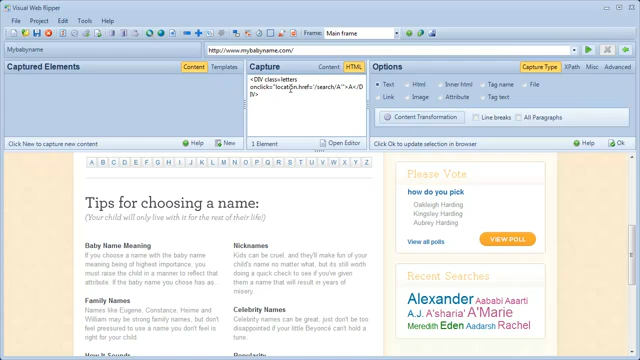 Visual Web Ripper
File Project Edit Tools Help
Frame: Main frame
Mybabyname http://www.mybabyname.com/
Captured Elements Content Templates
Capture Content HTML
Options Capture Type XPath Misc Advanced
<DIV class=letters
onclick="location.href='/search/A'">A</D
IV>
Text Html Inner html Tag name File
Link Image Attribute Tag text
Content Transformation Line breaks All Paragraphs
Click New to capture new content Help New
1 Element Open Editor
Click Ok to update selection in browser Help Ok
A B C D E F G H I J K L M N O P Q R S T U V W X Y Z
Tips for choosing a name:
(Your child will only live with it for the rest of their life)
Baby Name Meaning
If you choose a name with the baby name
meaning being of highest importance, you
must raise the child in a manner to reflect that
attribute. If the baby you chose has...
Family Names
Names like Eugene, Constance, Heime and
William may be strong family names, but don't
feel pressured to use a name you don't feel is
right for your child.
How It Sounds
Nicknames
Kids can be cruel, and they'll make fun of your
child's name no matter what, but its still worth
doing a quick check to see if you've given
them a name that will result in years of
misery.
Celebrity Names
Celebrity names can be great, just don't be too
disappointed if your little Beyoncé can't hold a
tune.
Popularity
Please Vote
how do you pick
Oakleigh Harding
Kingsley Harding
Aubrey Harding
View all polls VIEW POLL
Recent Searches
Alexander Aababi Aaarti
A.J. A'sharia' A'Marie
Meredith Eden Aadarsh Rachel